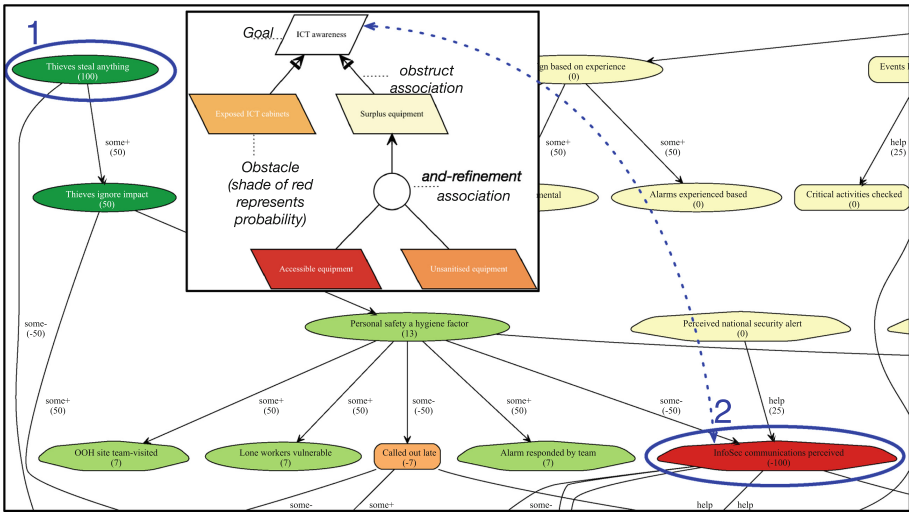 1
Thieves steal anything
(100)
Goal
ICT awareness
obstruct
association
Exposed ICT cabinets
Surplus equipment
Obstacle
(shade of red
represents
probability)
and-refinement
association
Accessible equipment
Unsanitised equipment
gn based on experience
(0)
Events
some+
(50)
some+
(50)
some+
(50)
help
(25)
Thieves ignore impact
(50)
mental
Alarms experienced based
(0)
Critical activities checked
(0)
some-
(-50)
Personal safety a hygiene factor
(13)
Perceived national security alert
(0)
some+
(50)
some+
(50)
some+
(50)
some-
(-50)
some+
(50)
some-
(-50)
help
(25)
2
OOH site team-visited
(7)
Lone workers vulnerable
(7)
Called out late
(-7)
Alarm responded by team
(7)
InfoSec communications perceived
(-100)
some-
some+
some-
help
help